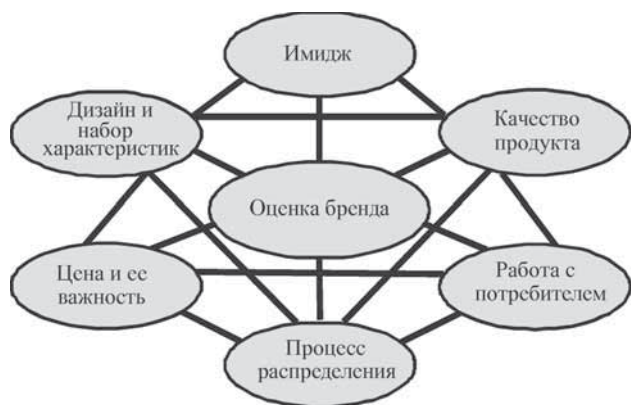 Имидж
Дизайн и
набор
характеристик
Качество
продукта
Оценка бренда
Цена и ее
важность
Работа с
потребителем
Процесс
распределения